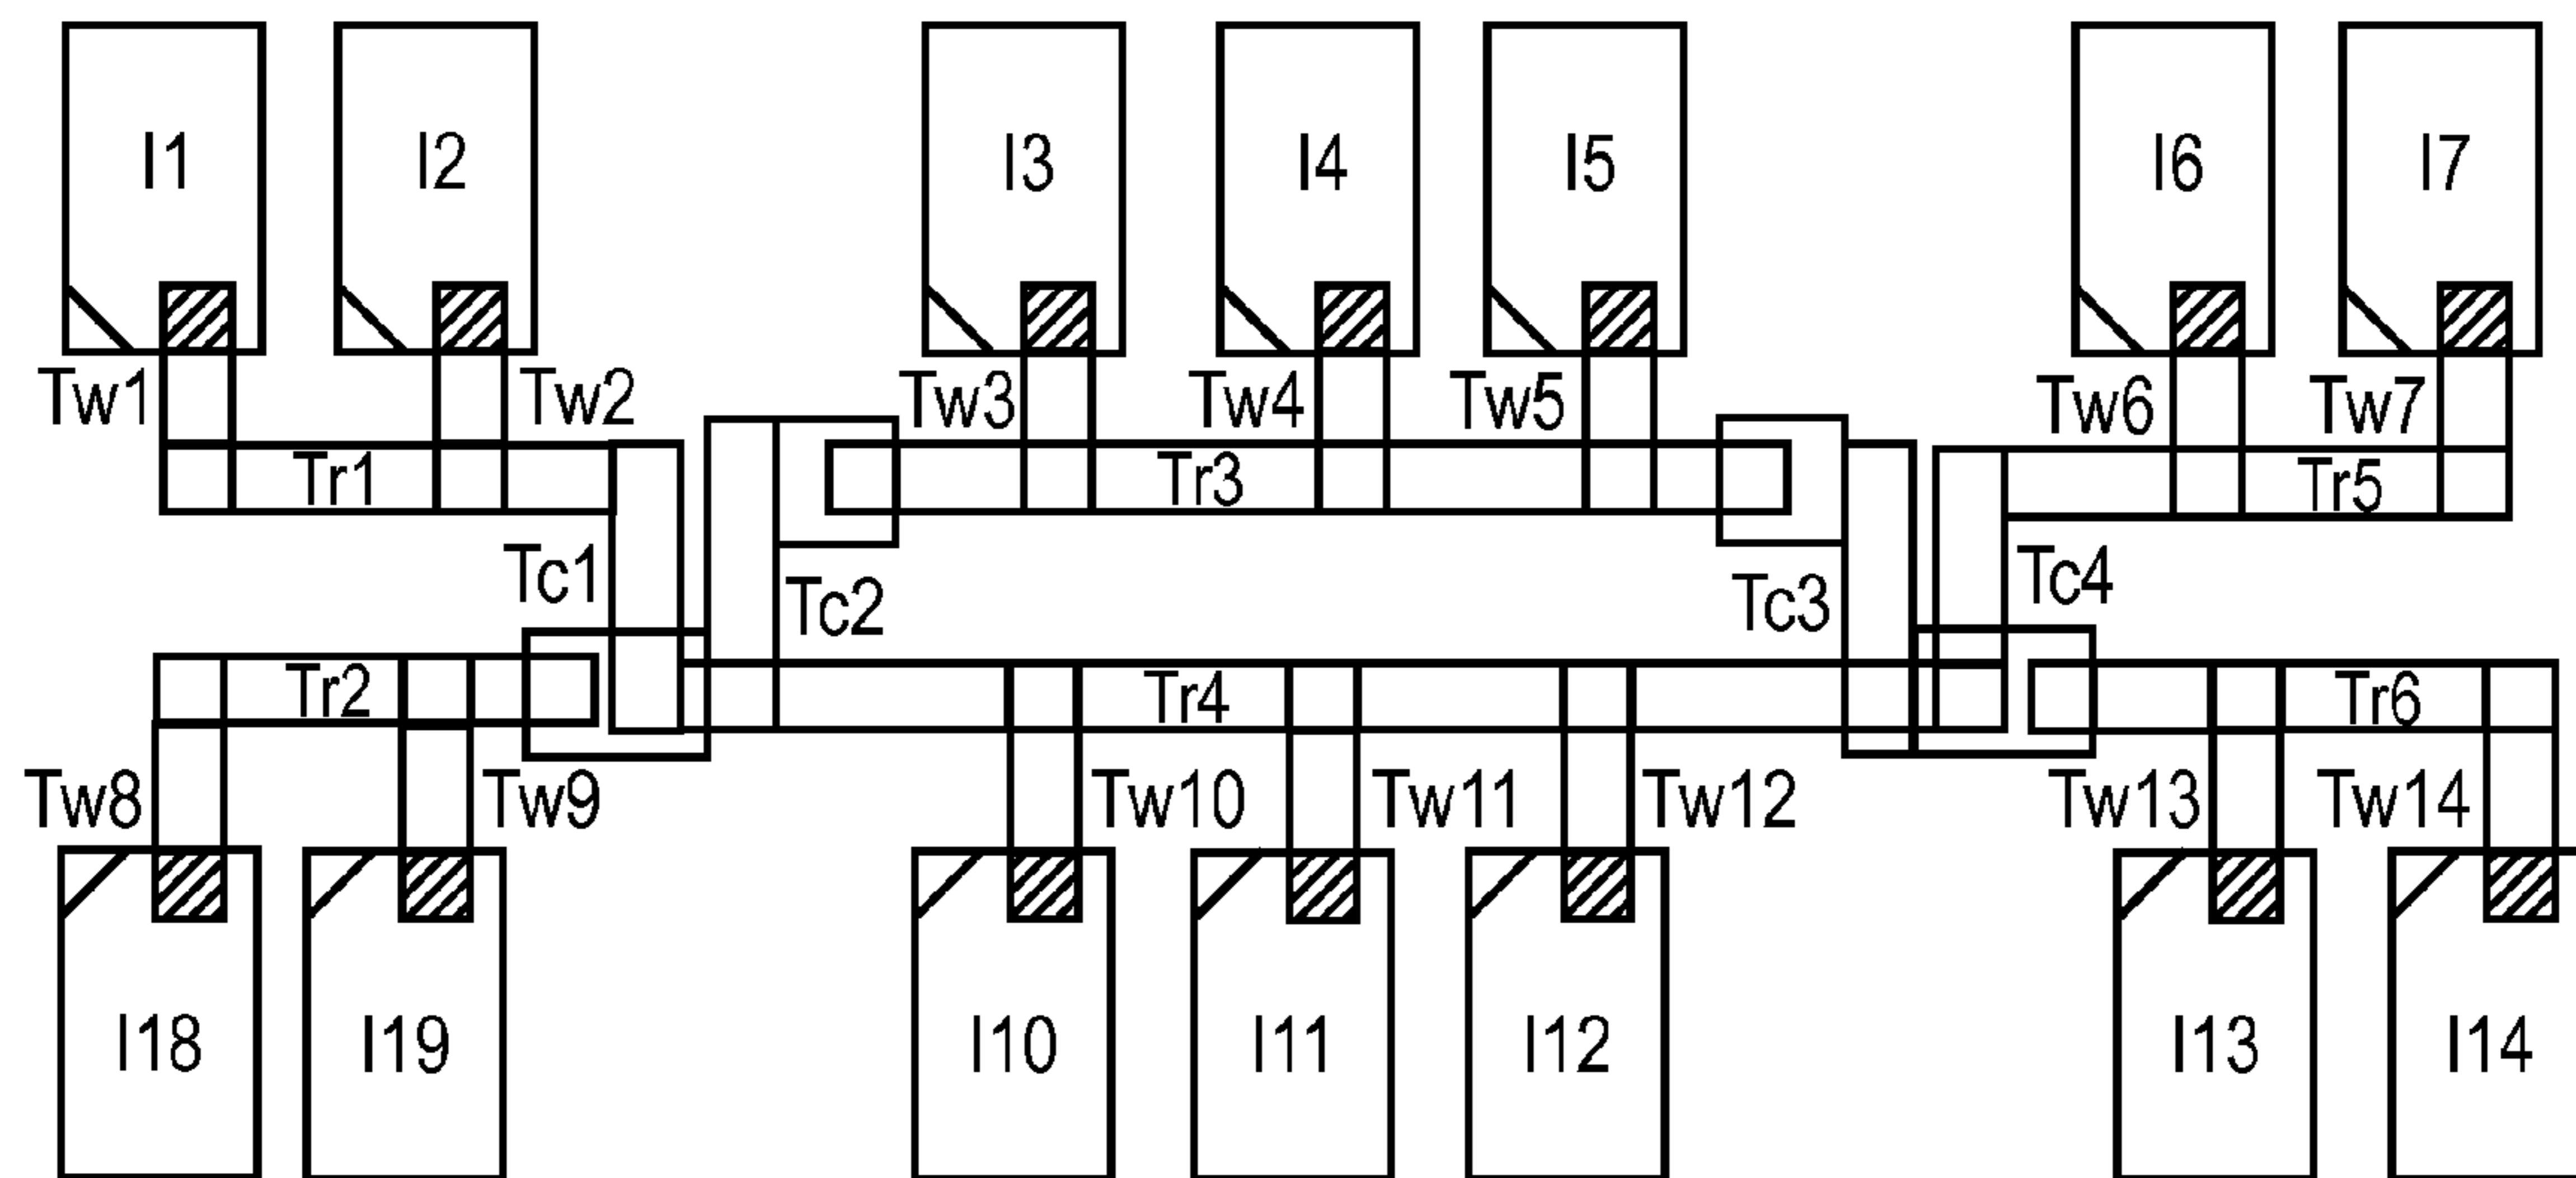 I1 I2 I3 I4 I5 I6 I7
Tw1 Tw2 Tw3 Tw4 Tw5 Tw6 Tw7
Tr1 Tr3 Tr5
Tc1 Tc2 Tc3 Tc4
Tr2 Tr4 Tr6
Tw8 Tw9 Tw10 Tw11 Tw12 Tw13 Tw14
I18 I19 I10 I11 I12 I13 I14